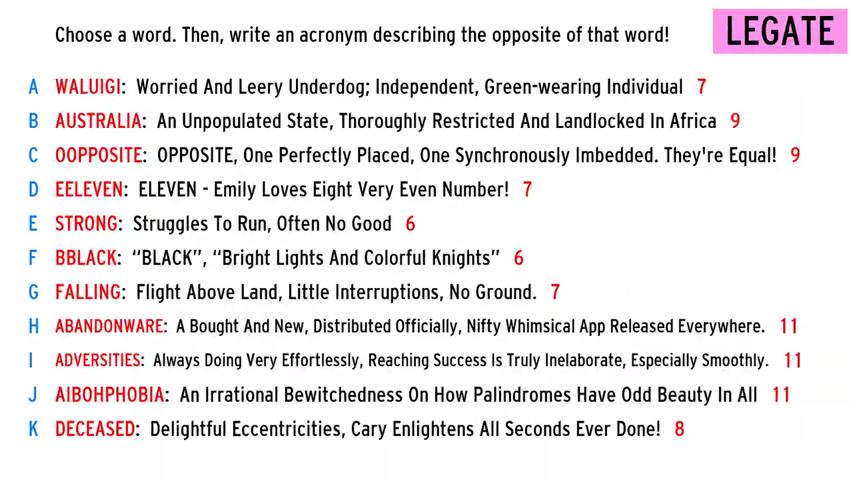 Choose a word. Then, write an acronym describing the opposite of that word!
LEGATE
A WALUIGI: Worried And Leery Underdog; Independent, Green-wearing Individual 7
B AUSTRALIA: An Unpopulated State, Thoroughly Restricted And Landlocked In Africa 9
C OOPPOSITE: OPPOSITE, One Perfectly Placed, One Synchronously Imbedded. They're Equal! 9
D EELEVEN: ELEVEN - Emily Loves Eight Very Even Number! 7
E STRONG: Struggles To Run, Often No Good 6
F BBLACK: “BLACK”, “Bright Lights And Colorful Knights” 6
G FALLING: Flight Above Land, Little Interruptions, No Ground. 7
H ABANDONWARE: A Bought And New, Distributed Officially, Nifty Whimsical App Released Everywhere. 11
I ADVERSITIES: Always Doing Very Effortlessly, Reaching Success Is Truly Inelaborate, Especially Smoothly. 11
J AIBOHPHOBIA: An Irrational Bewitchedness On How Palindromes Have Odd Beauty In All 11
K DECEASED: Delightful Eccentricities, Cary Enlightens All Seconds Ever Done! 8